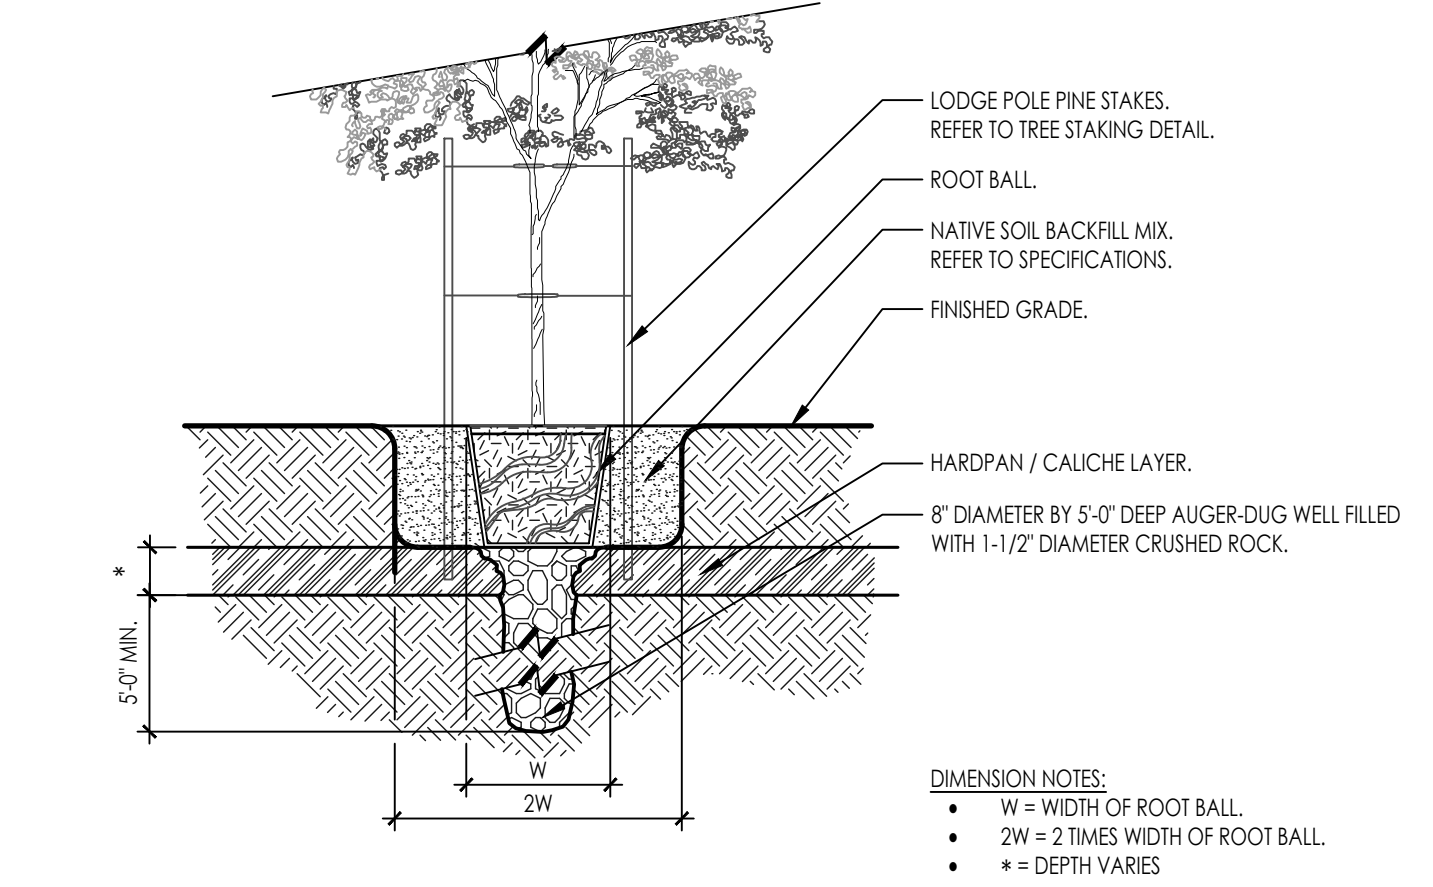 LODGE POLE PINE STAKES.
REFER TO TREE STAKING DETAIL.
ROOT BALL.
NATIVE SOIL BACKFILL MIX.
REFER TO SPECIFICATIONS.
FINISHED GRADE.
HARDPAN / CALICHE LAYER.
8" DIAMETER BY 5'-0" DEEP AUGER-DUG WELL FILLED
WITH 1-1/2" DIAMETER CRUSHED ROCK.
*
5'-0" MIN.
W
2W
DIMENSION NOTES:
• W = WIDTH OF ROOT BALL.
• 2W = 2 TIMES WIDTH OF ROOT BALL.
• * = DEPTH VARIES